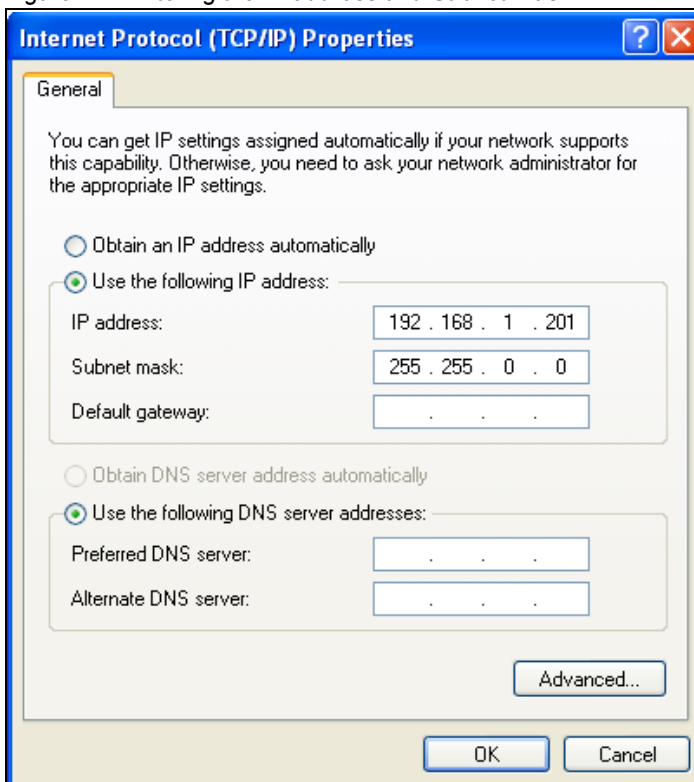 Internet Protocol (TCP/IP) Properties
General
You can get IP settings assigned automatically if your network supports
this capability. Otherwise, you need to ask your network administrator for
the appropriate IP settings.
Obtain an IP address automatically
Use the following IP address:
IP address: 192 . 168 . 1 . 201
Subnet mask: 255 . 255 . 0 . 0
Default gateway: . . .
Obtain DNS server address automatically
Use the following DNS server addresses:
Preferred DNS server: . . .
Alternate DNS server: . . .
Advanced...
OK Cancel